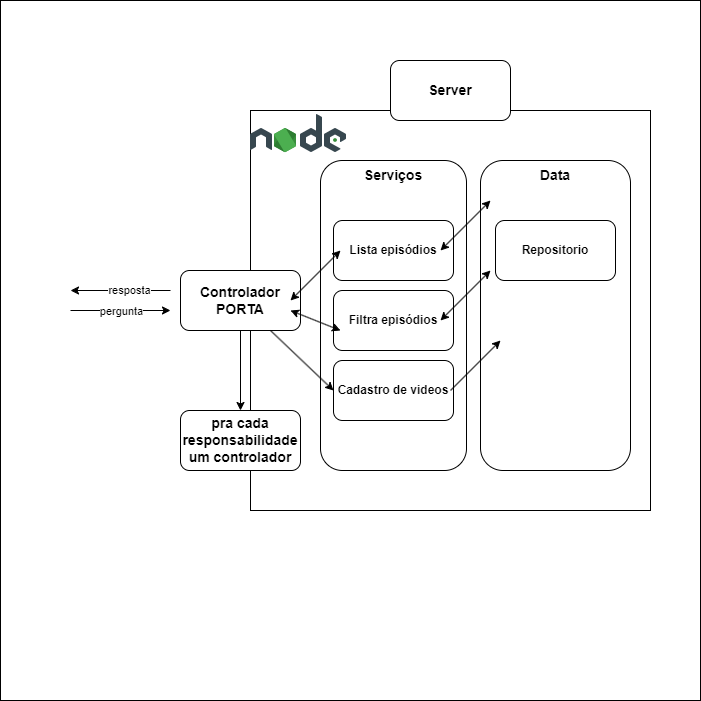 Server
node
Serviços
Data
Lista episódios
Repositorio
resposta
pergunta
Controlador
PORTA
Filtra episódios
Cadastro de videos
pra cada
responsabilidade
um controlador